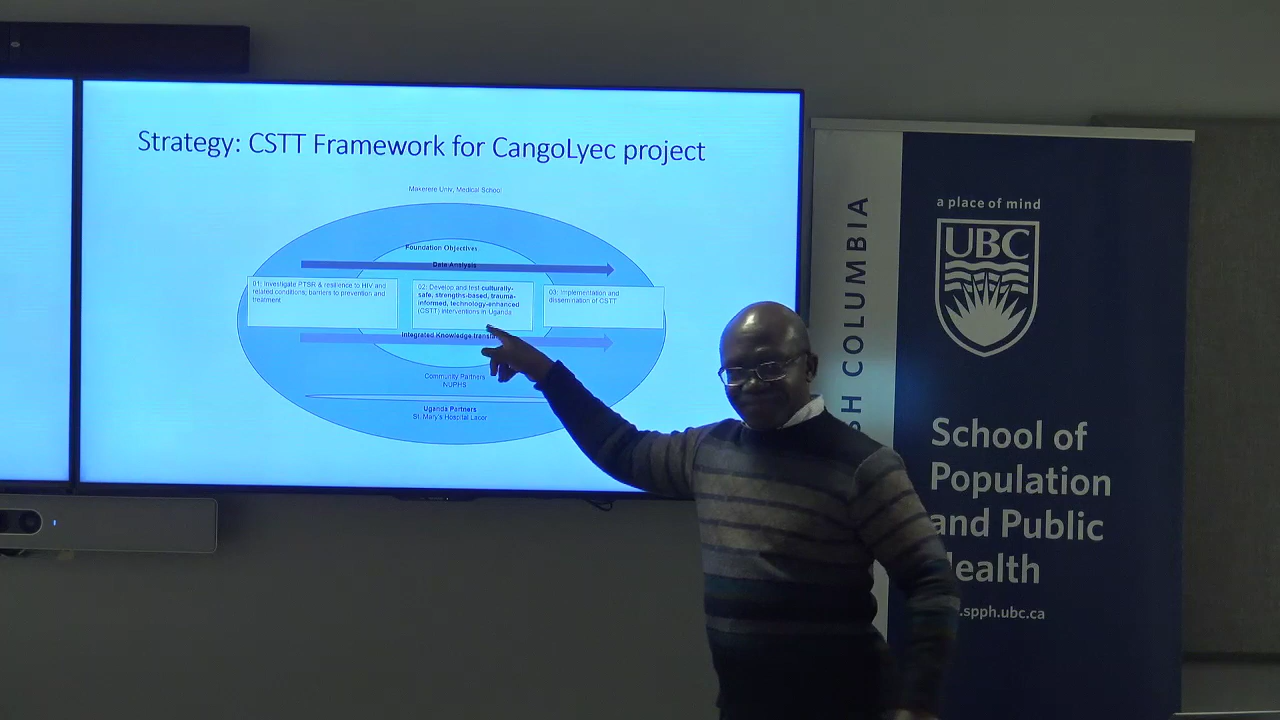 Strategy: CSTT Framework for CangoLyec project
Makerere Univ, Medical School
Foundation Objectives
Data Analysis
01: Investigate PTSR & resilience to HIV and
related conditions, barriers to prevention and
treatment
02: Develop and test culturally-
safe, strengths-based, trauma-
informed, technology-enhanced
(CSTT) interventions in Uganda
03: Implementation and
dissemination of CSTT
Integrated Knowledge
Community Partners
NUPHS
Uganda Partners
St. Mary's Hospital Lacor
SH COLUMBIA
a place of mind
UBC
School of
Population
and Public
ealth
.spph.ubc.ca